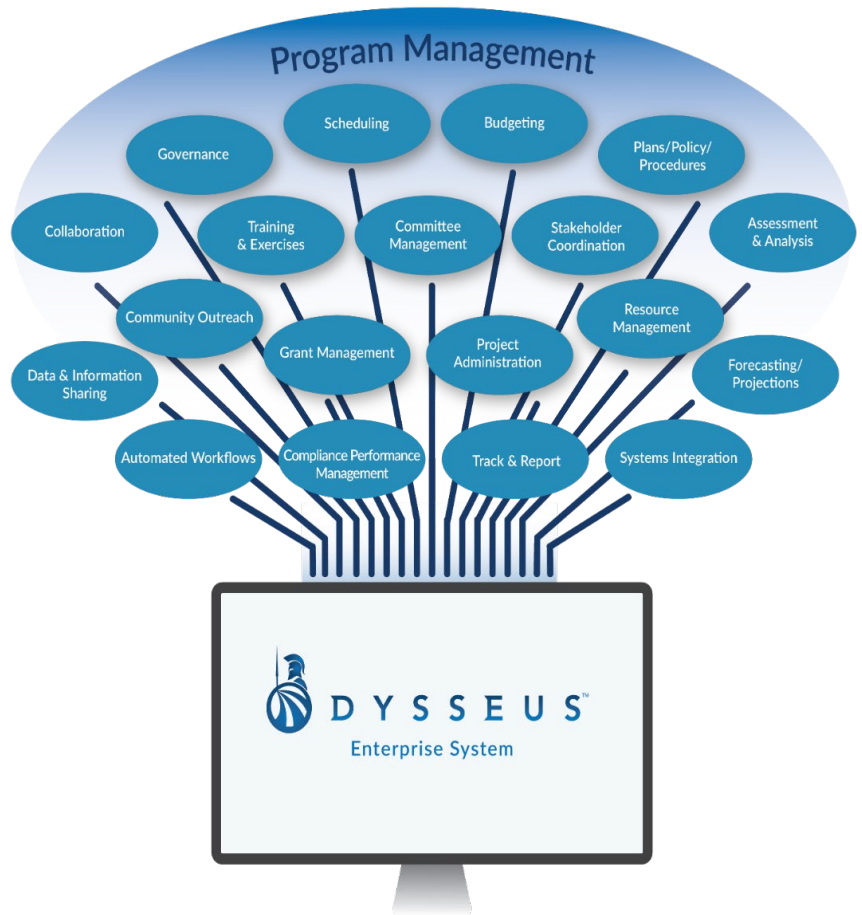 Program Management
Scheduling
Budgeting
Governance
Plans/Policy/
Procedures
Collaboration
Training
& Exercises
Committee
Management
Stakeholder
Coordination
Assessment
& Analysis
Community Outreach
Resource
Management
Grant Management
Project
Administration
Data & Information
Sharing
Forecasting/
Projections
Automated Workflows
Compliance Performance
Management
Track & Report
Systems Integration
DYSSEUS™
Enterprise System